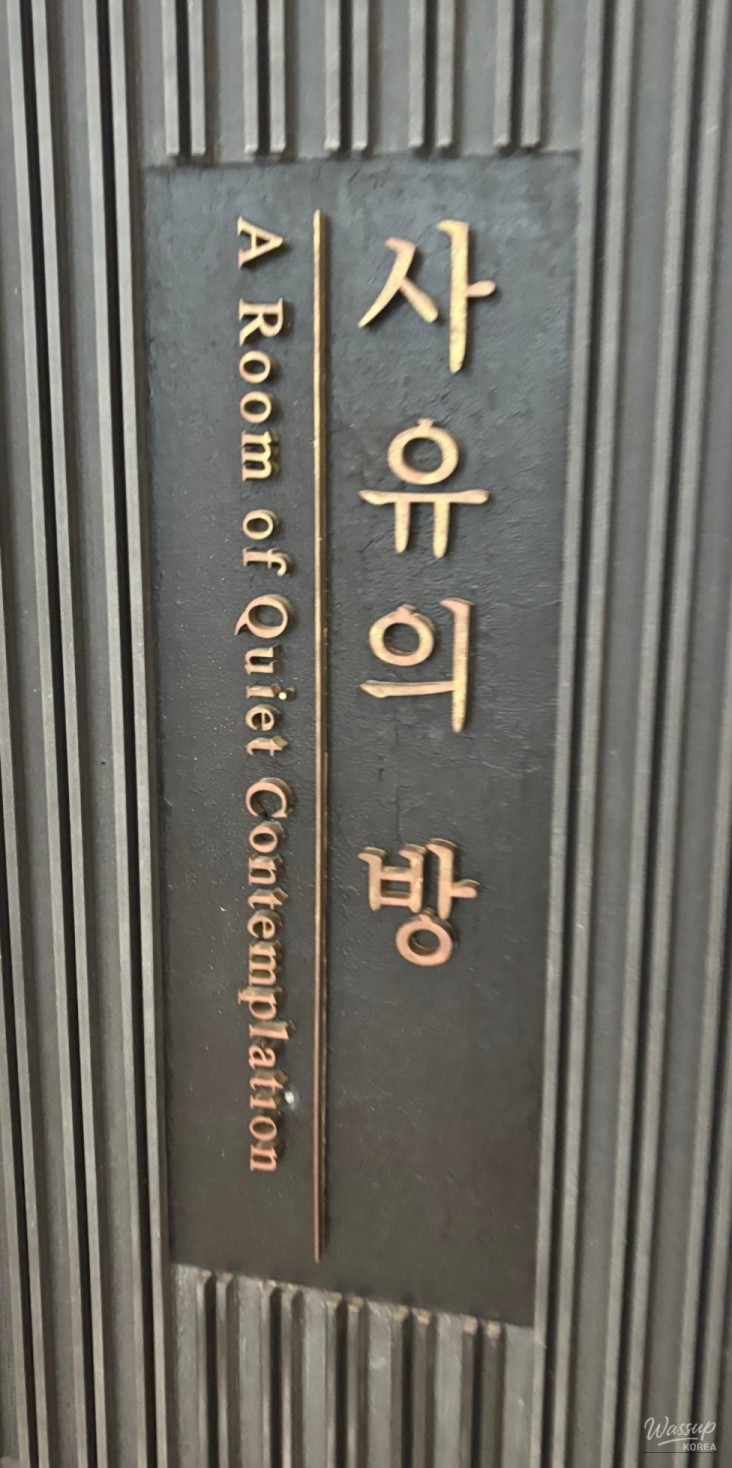 사유의 방
A Room of Quiet Contemplation
Wassup
KOREA